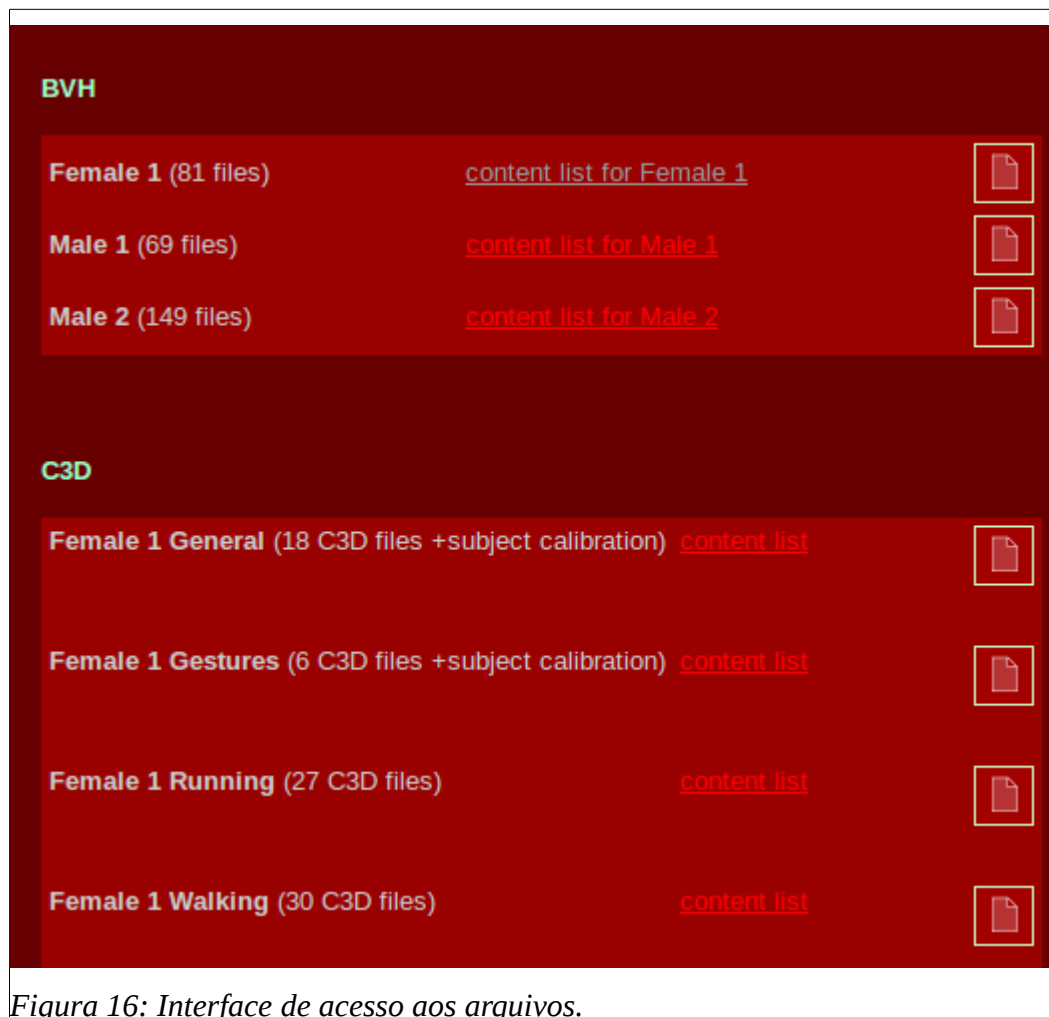 BVH
Female 1 (81 files) content list for Female 1
Male 1 (69 files) content list for Male 1
Male 2 (149 files) content list for Male 2
C3D
Female 1 General (18 C3D files +subject calibration) content list
Female 1 Gestures (6 C3D files +subject calibration) content list
Female 1 Running (27 C3D files) content list
Female 1 Walking (30 C3D files) content list
Figura 16: Interface de acesso aos arquivos.